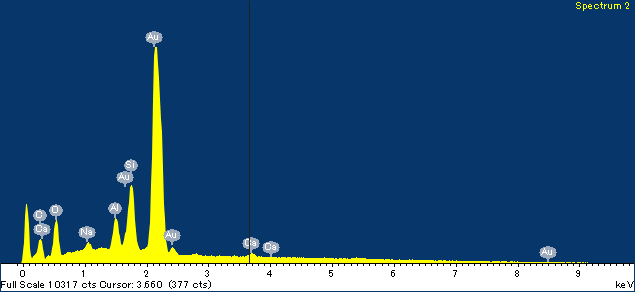 Spectrum 2
Au
Si
Au
C
O
Al
Ca
Na
Au
Ca
Ca
Au
0 1 2 3 4 5 6 7 8 9
Full Scale 10317 cts Cursor: 3.660 (377 cts) keV